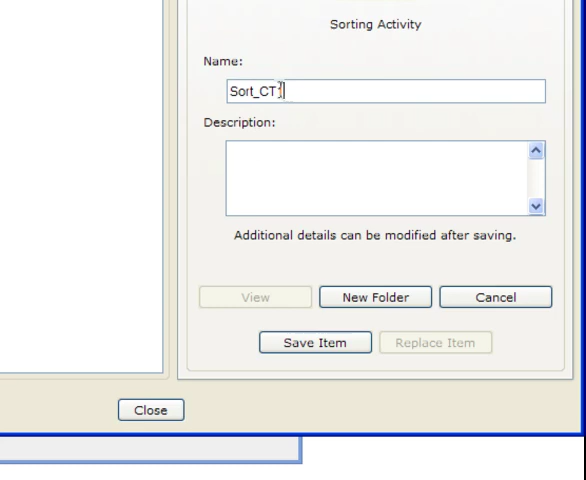 Sorting Activity
Name:
Sort_CT
Description:
Additional details can be modified after saving.
View New Folder Cancel
Save Item Replace Item
Close